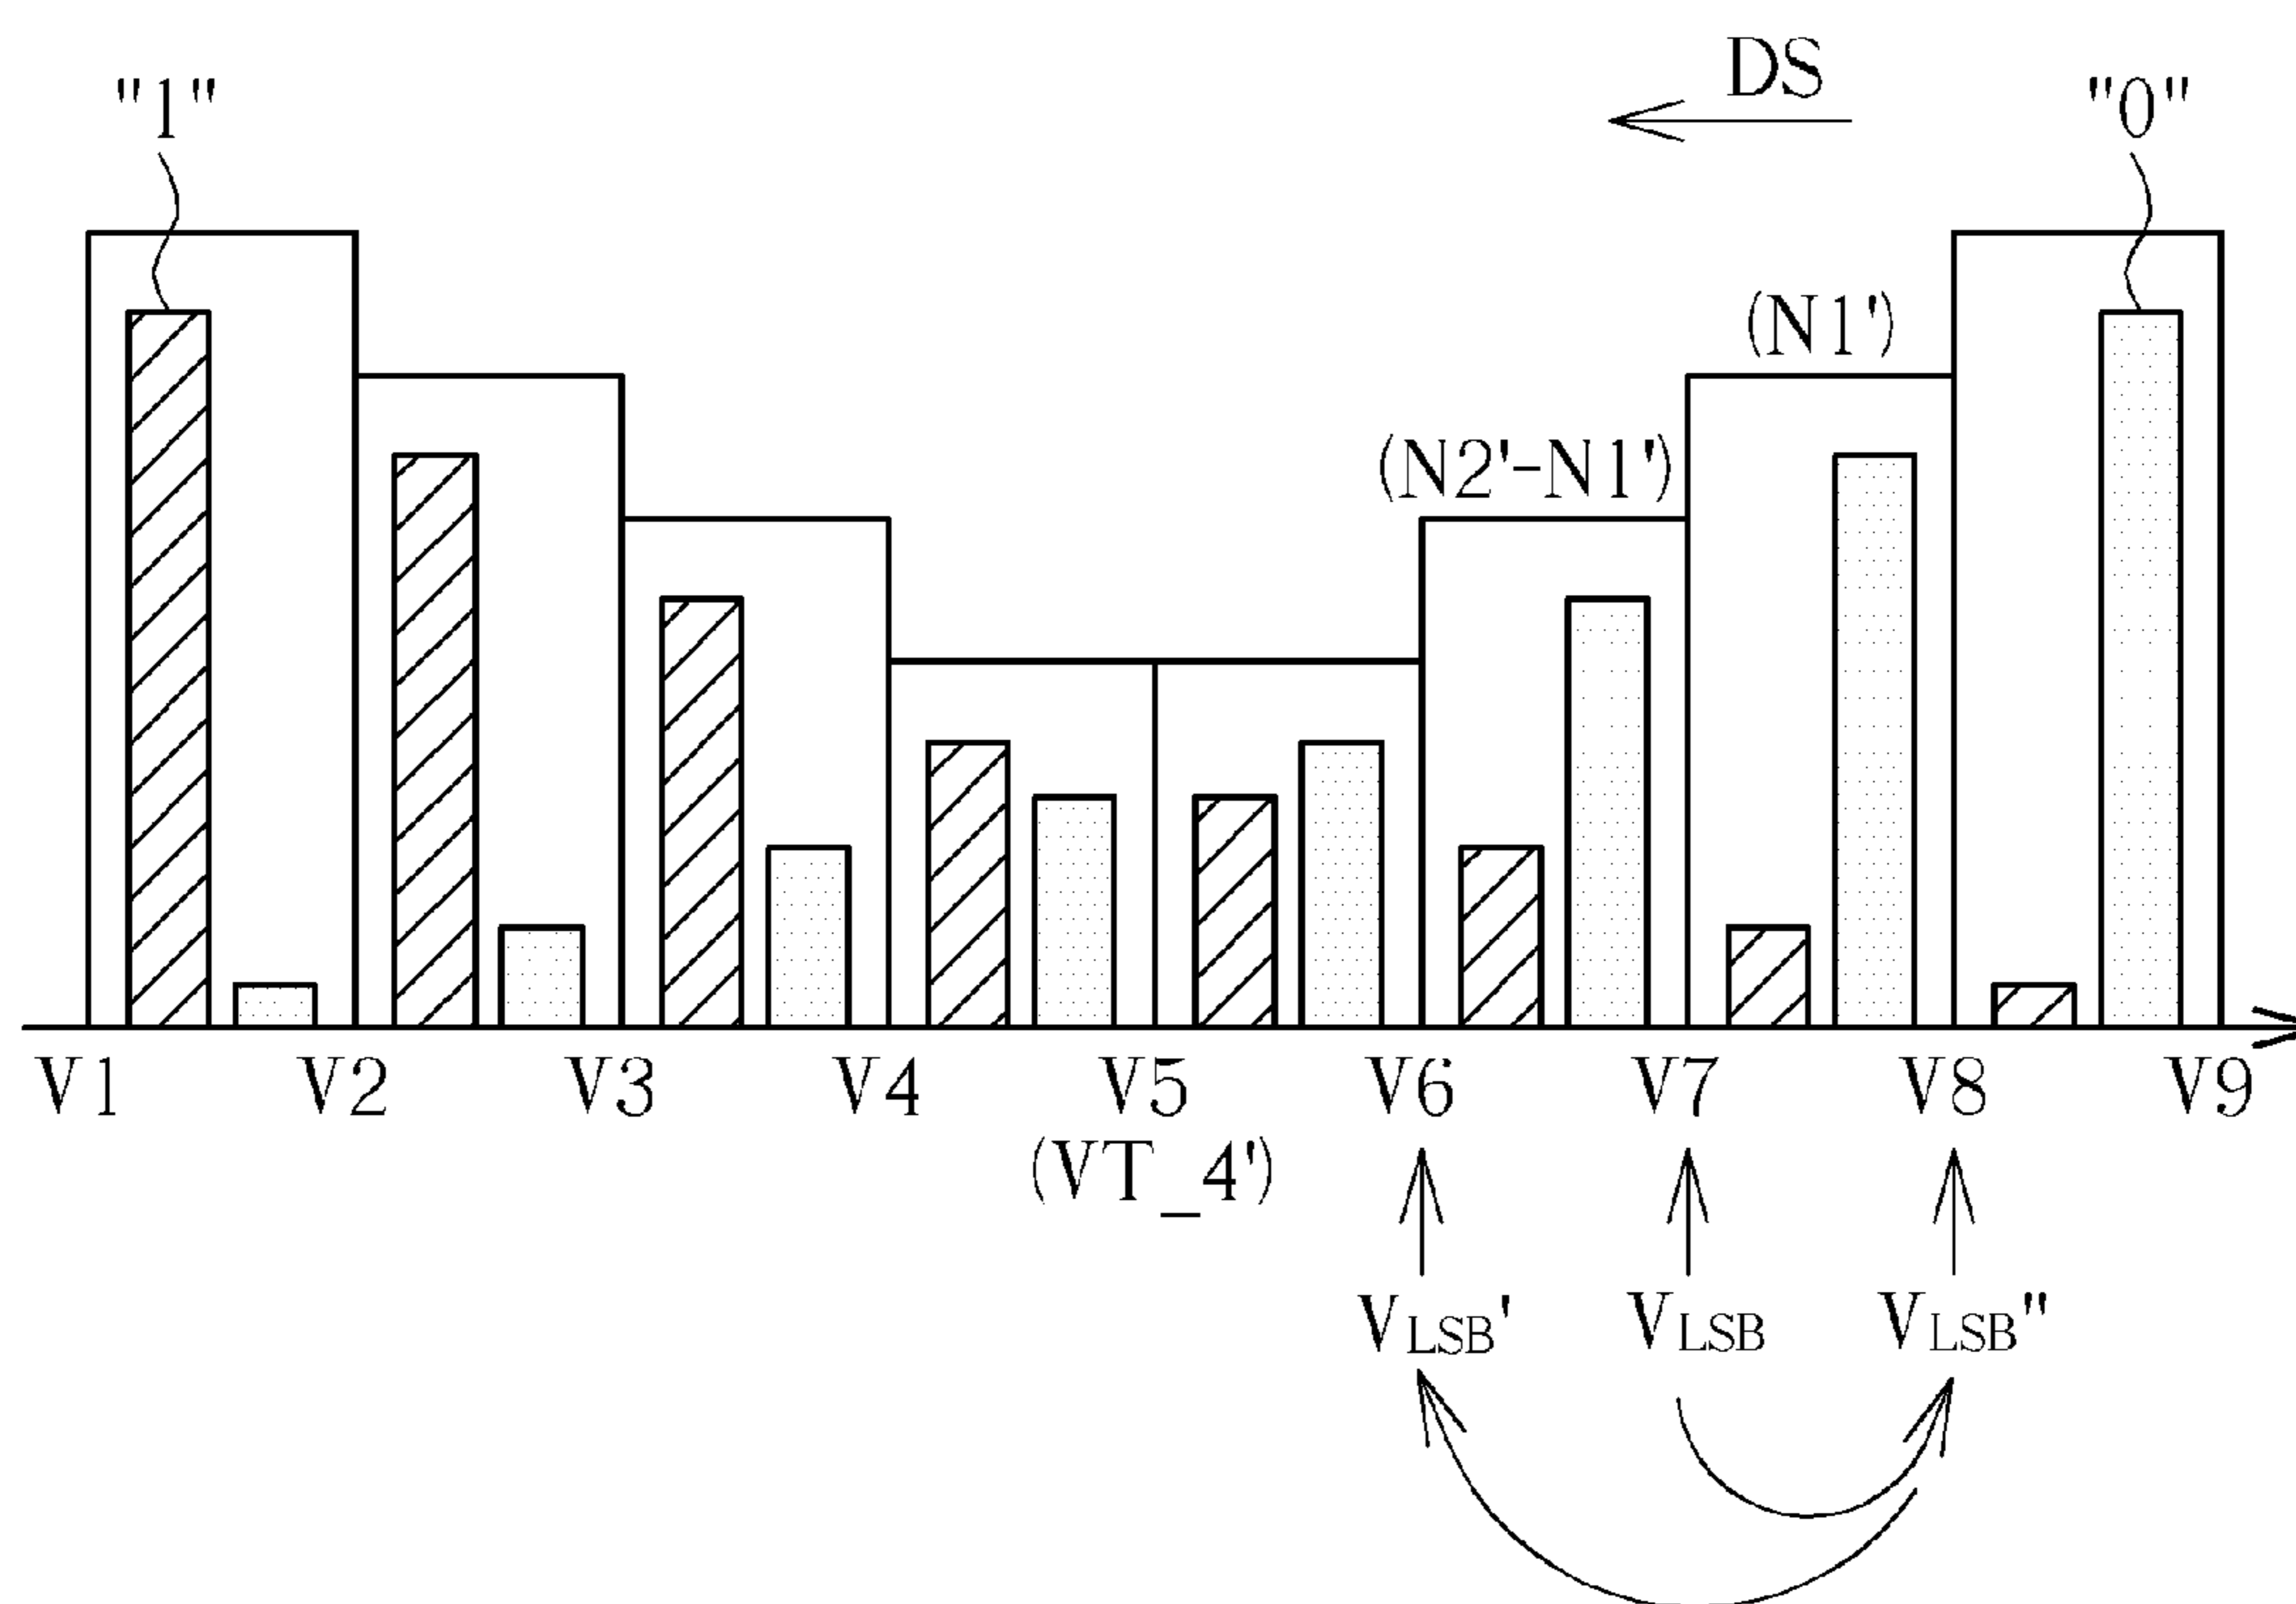 DS
"1" "0"
(N1')
(N2'-N1')
V1 V2 V3 V4 V5 V6 V7 V8 V9
(VT_4')
VLSB' VLSB VLSB"